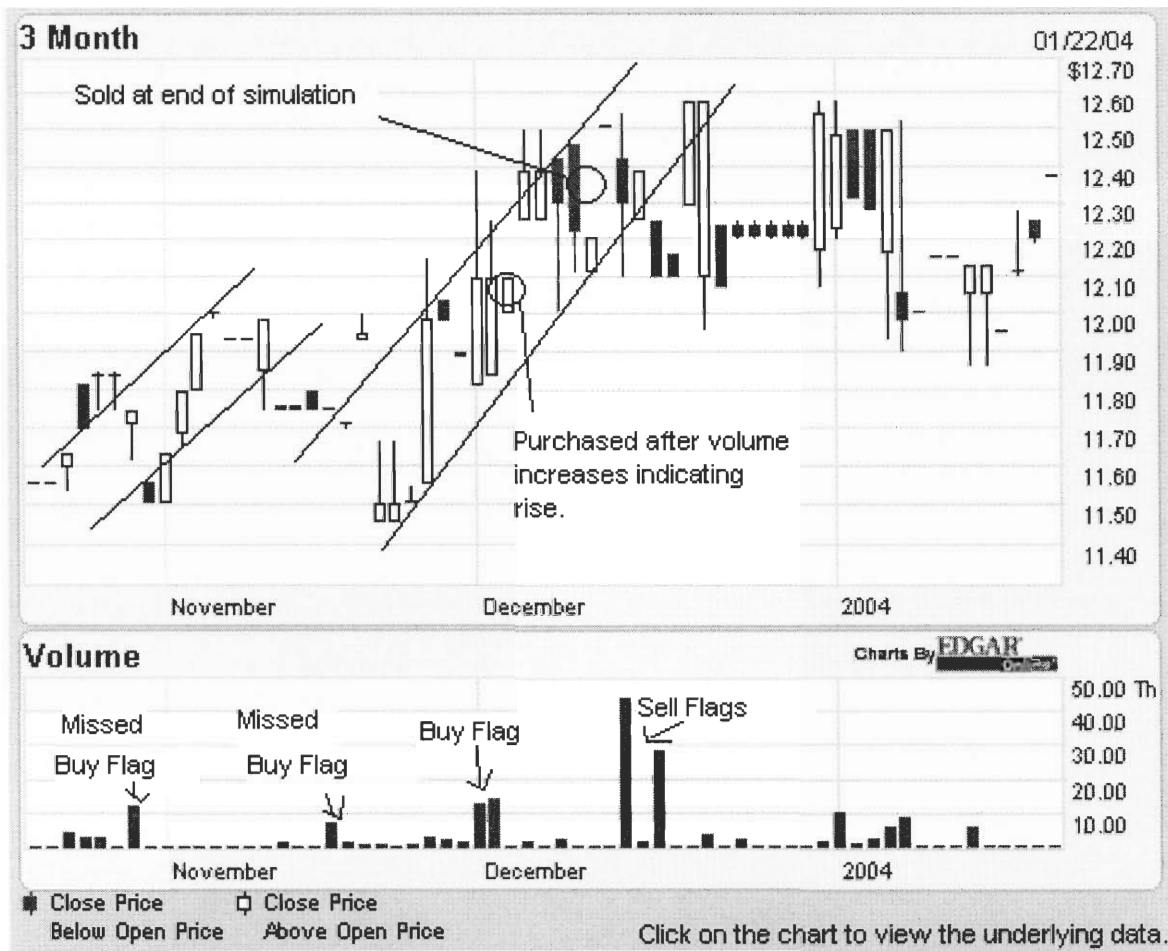 3 Month
01/22/04
Sold at end of simulation
$12.70
12.60
12.50
12.40
12.30
12.20
12.10
12.00
11.90
11.80
11.70
11.60
11.50
11.40
Purchased after volume
increases indicating
rise.
November December 2004
Volume
Charts By EDGAR
Missed
Buy Flag
Missed
Buy Flag
Buy Flag
Sell Flags
50.00 Th
40.00
30.00
20.00
10.00
November December 2004
Close Price
Below Open Price
Close Price
Above Open Price
Click on the chart to view the underlying data.